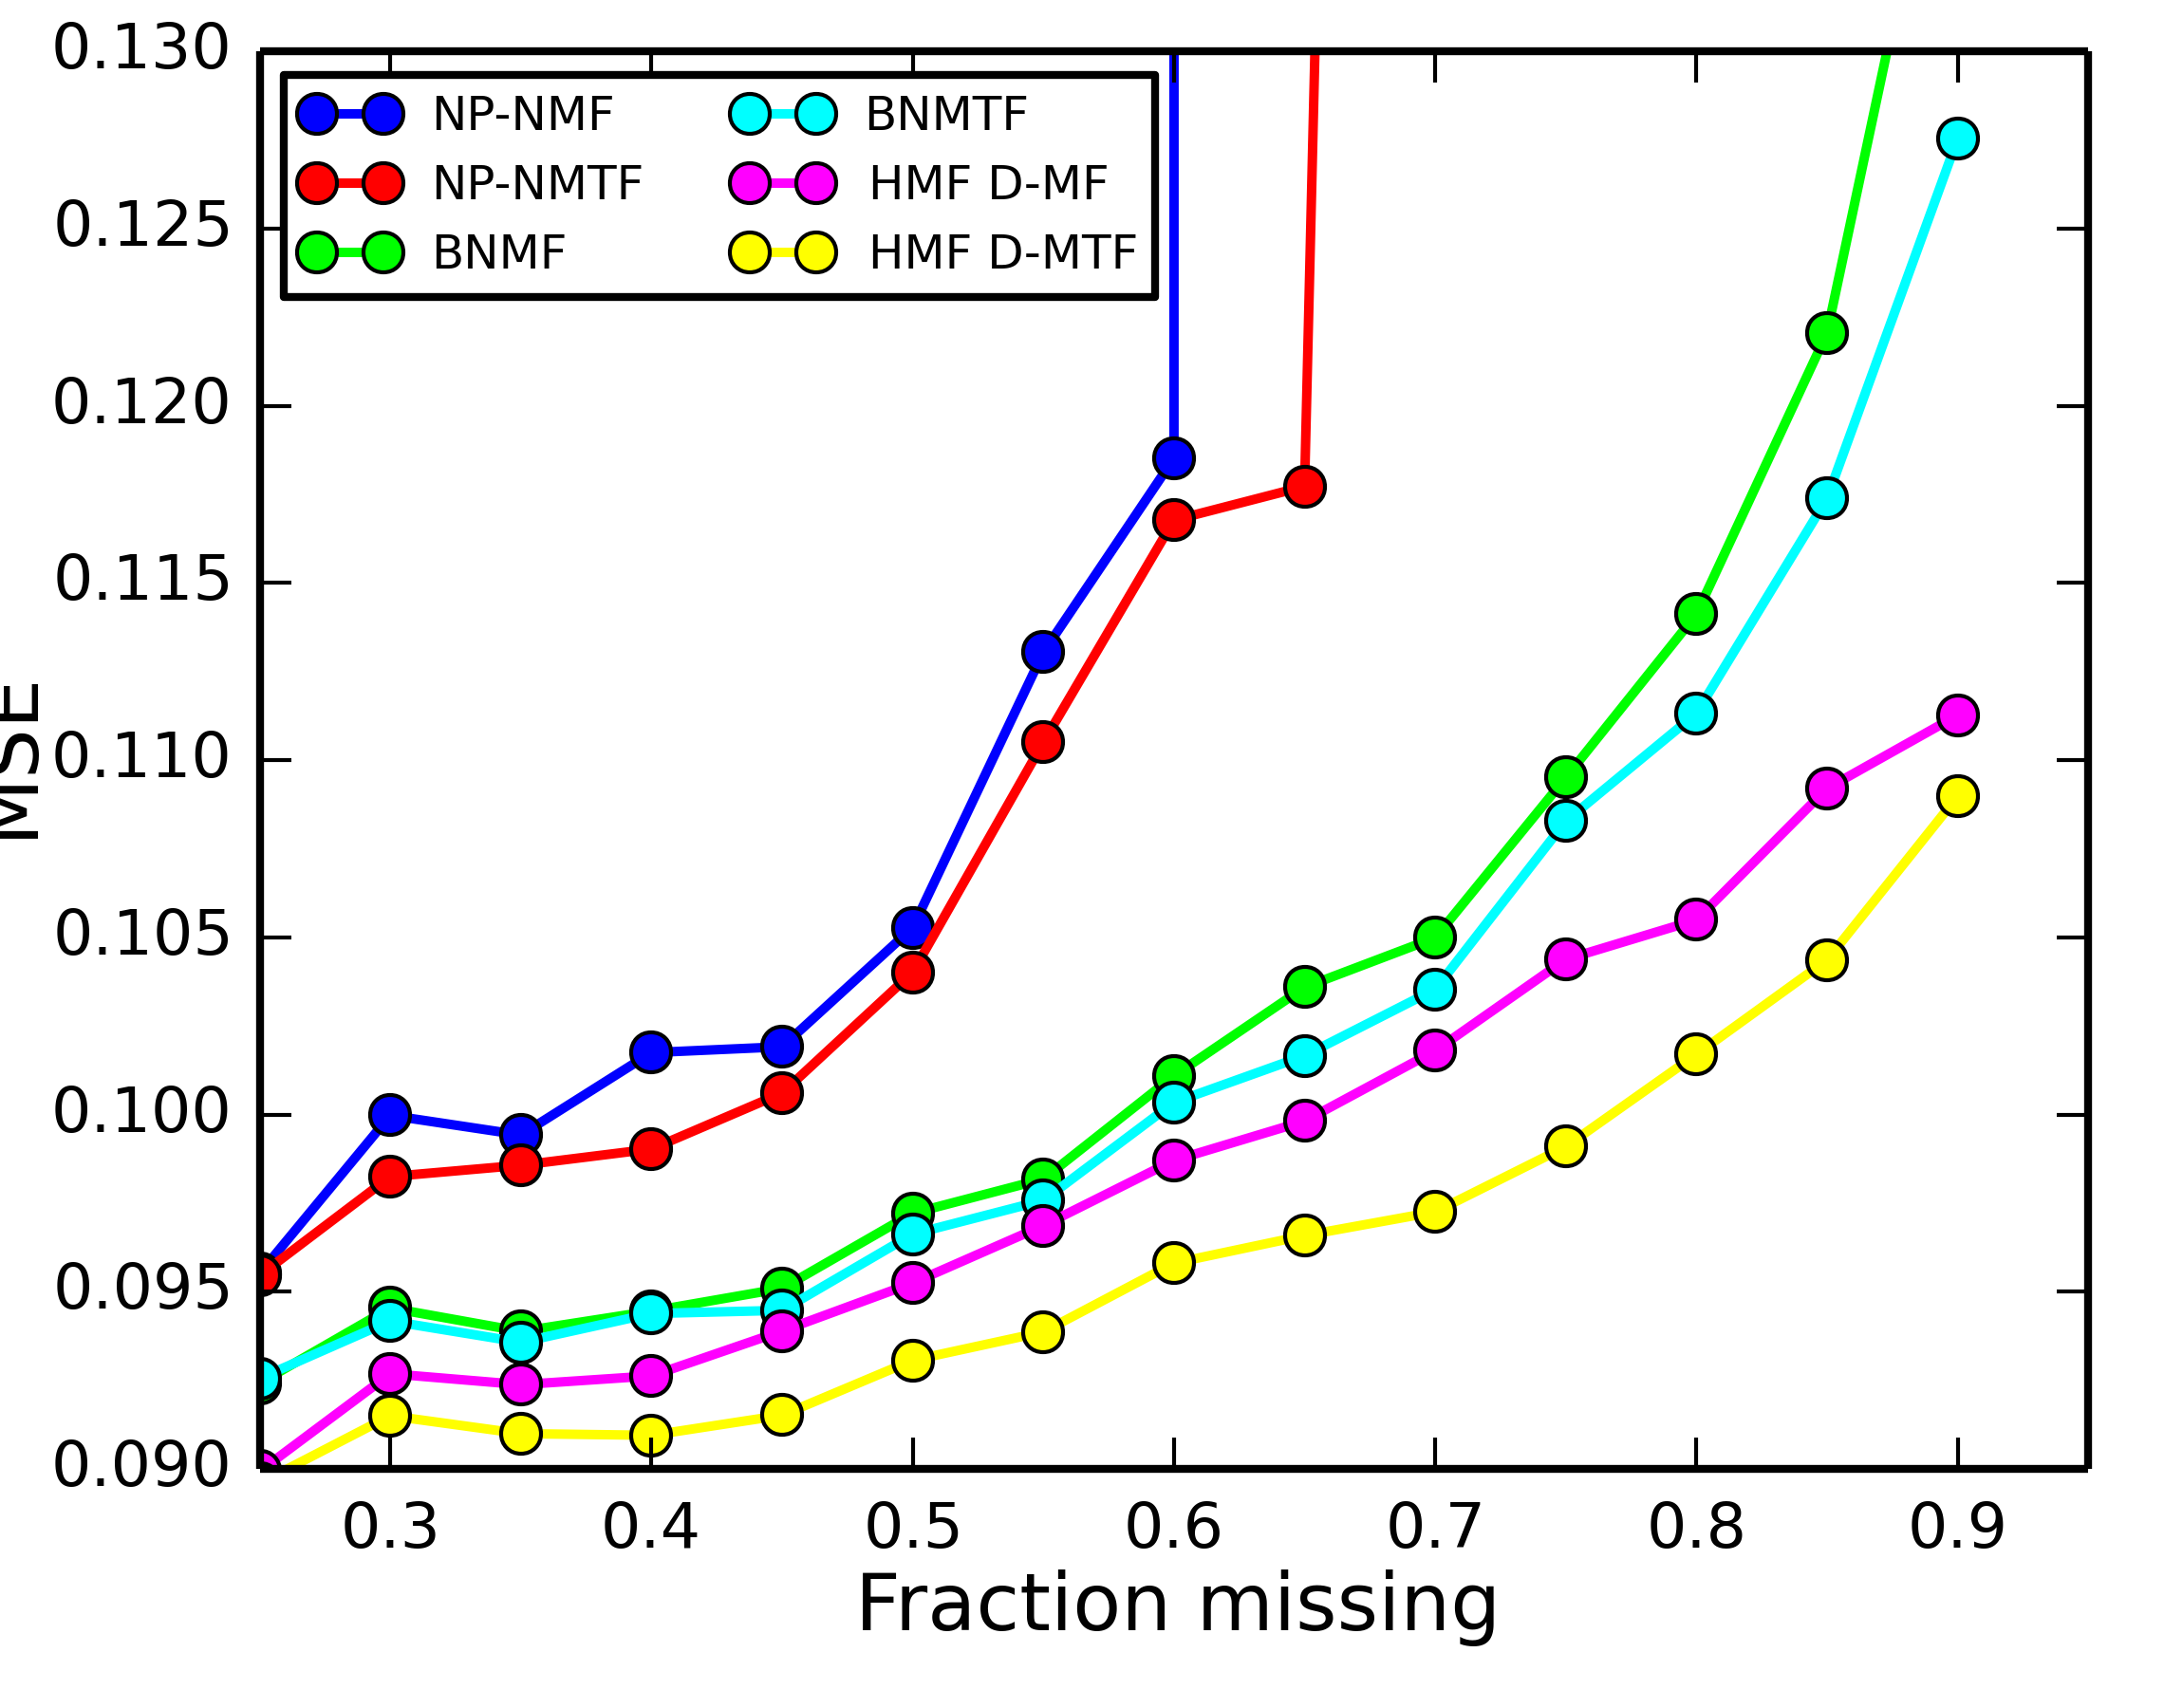 0.130
0.125
0.120
0.115
0.110
0.105
0.100
0.095
0.090
MSE
NP-NMF
NP-NMTF
BNMF
BNMTF
HMF D-MF
HMF D-MTF
0.3 0.4 0.5 0.6 0.7 0.8 0.9
Fraction missing